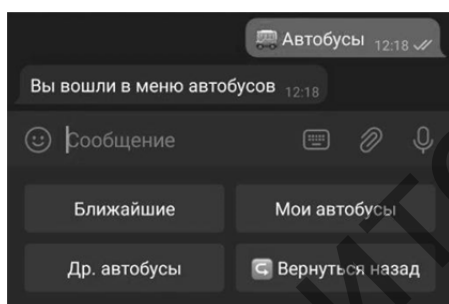 🚌 Автобусы 12:18
Вы вошли в меню автобусов 12:18
Сообщение
Ближайшие Мои автобусы
Др. автобусы Вернуться назад